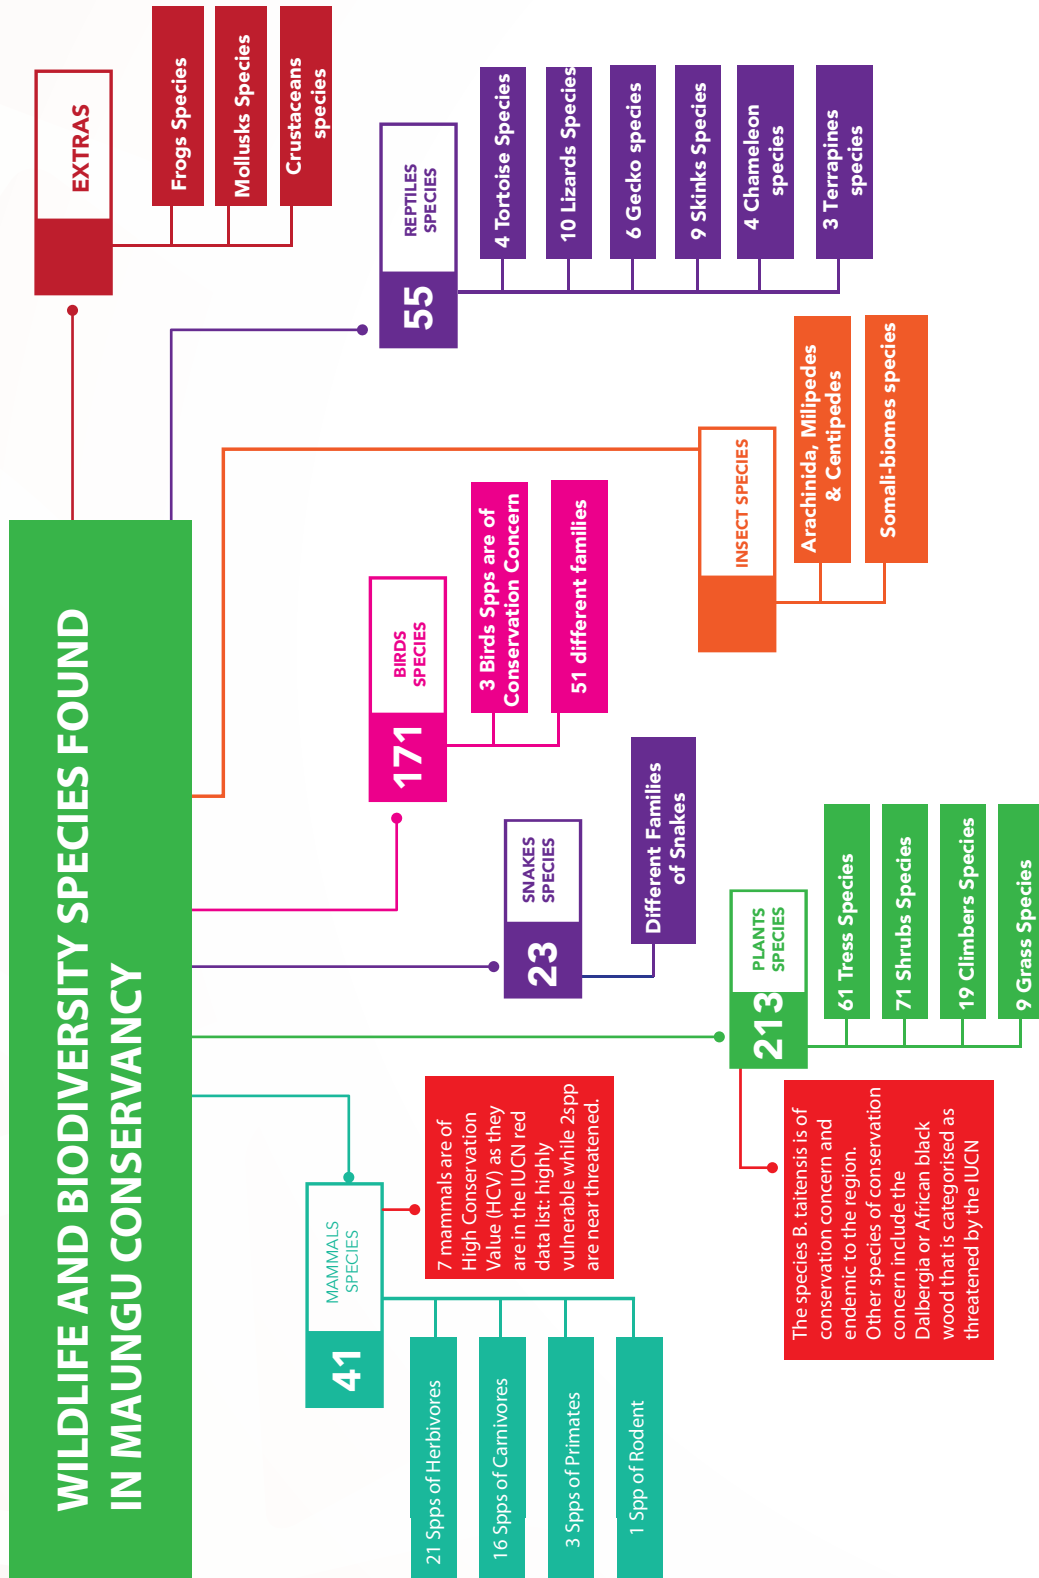 WILDLIFE AND BIODIVERSITY SPECIES FOUND
IN MAUNGU CONSERVANCY
41
MAMMALS
SPECIES
21 Spps of Herbivores
16 Spps of Carnivores
3 Spps of Primates
1 Spp of Rodent
7 mammals are of
High Conservation
Value (HCV) as they
are in the IUCN red
data list: highly
vulnerable while 2spp
are near threatened.
213
PLANTS
SPECIES
61 Tress Species
71 Shrubs Species
19 Climbers Species
9 Grass Species
The species B. taitensis is of
conservation concern and
endemic to the region.
Other species of conservation
concern include the
Dalbergia or African black
wood that is categorised as
threatened by the IUCN
23
SNAKES
SPECIES
Different Families
of Snakes
171
BIRDS
SPECIES
3 Birds Spps are of
Conservation Concern
51 different families
INSECT SPECIES
Arachinida, Milipedes
& Centipedes
Somali-biomes species
55
REPTILES
SPECIES
4 Tortoise Species
10 Lizards Species
6 Gecko species
9 Skinks Species
4 Chameleon
species
3 Terrapines
species
EXTRAS
Frogs Species
Mollusks Species
Crustaceans
species